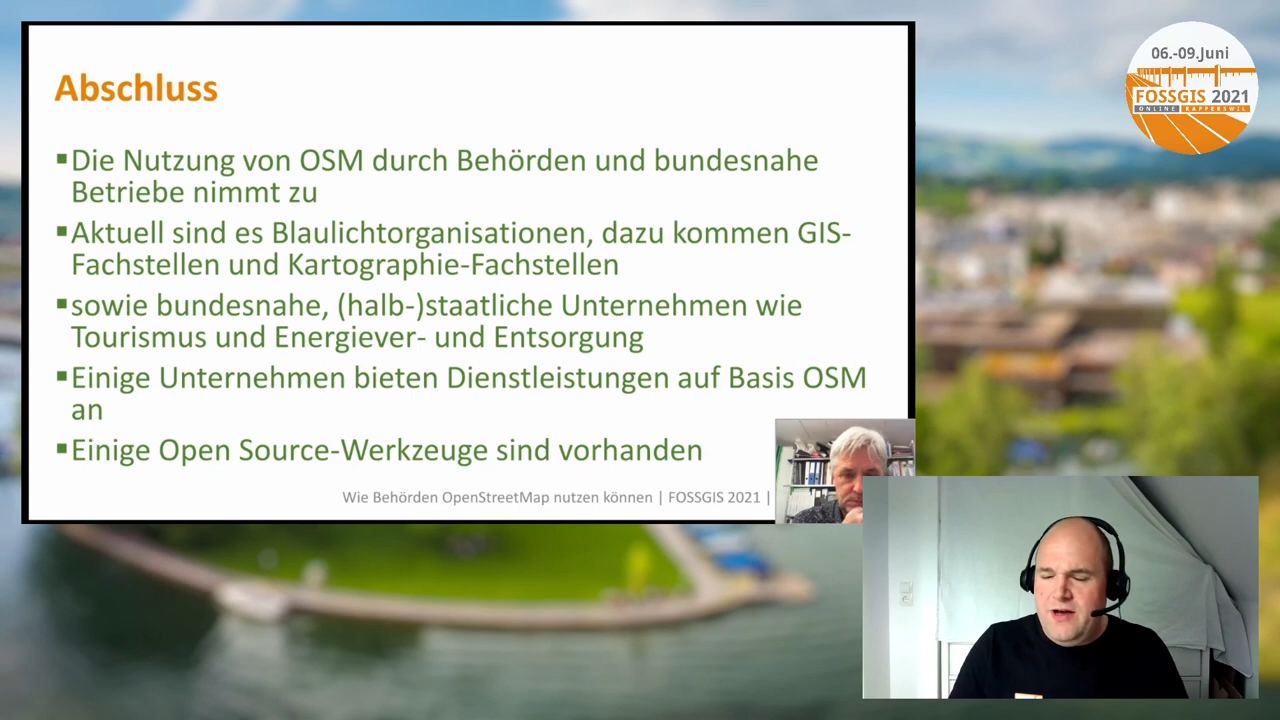 Abschluss
▪Die Nutzung von OSM durch Behörden und bundesnahe
Betriebe nimmt zu
▪Aktuell sind es Blaulichtorganisationen, dazu kommen GIS-
Fachstellen und Kartographie-Fachstellen
▪sowie bundesnahe, (halb-)staatliche Unternehmen wie
Tourismus und Energiever- und Entsorgung
▪Einige Unternehmen bieten Dienstleistungen auf Basis OSM
an
▪Einige Open Source-Werkzeuge sind vorhanden
Wie Behörden OpenStreetMap nutzen können | FOSSGIS 2021 |
06.-09.Juni
FOSSGIS 2021
ONLINE RAPPERSWIL